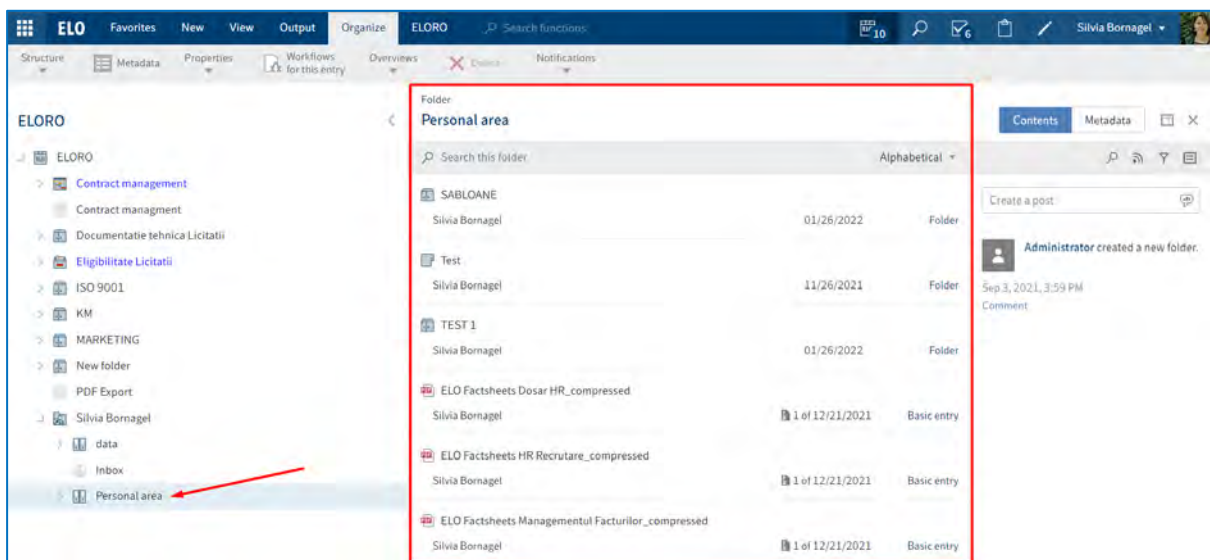 ELO Favorites New View Output Organize ELORO Search functions 10 6 Silvia Bornagel
Structure Metadata Properties Workflows for this entry Overviews Delete Notifications
ELORO
ELORO
Contract management
Contract managment
Documentatie tehnica Licitatii
Eligibilitate Licitatii
ISO 9001
KM
MARKETING
New folder
PDF Export
Silvia Bornagel
data
Inbox
Personal area
Folder
Personal area
Search this folder Alphabetical
SABLOANE
Silvia Bornagel 01/26/2022 Folder
Test
Silvia Bornagel 11/26/2021 Folder
TEST 1
Silvia Bornagel 01/26/2022 Folder
ELO Factsheets Dosar HR_compressed
Silvia Bornagel 1 of 12/21/2021 Basic entry
ELO Factsheets HR Recrutare_compressed
Silvia Bornagel 1 of 12/21/2021 Basic entry
ELO Factsheets Managementul Facturilor_compressed
Silvia Bornagel 1 of 12/21/2021 Basic entry
Contents Metadata
Create a post
Administrator created a new folder.
Sep 3, 2021, 3:59 PM
Comment